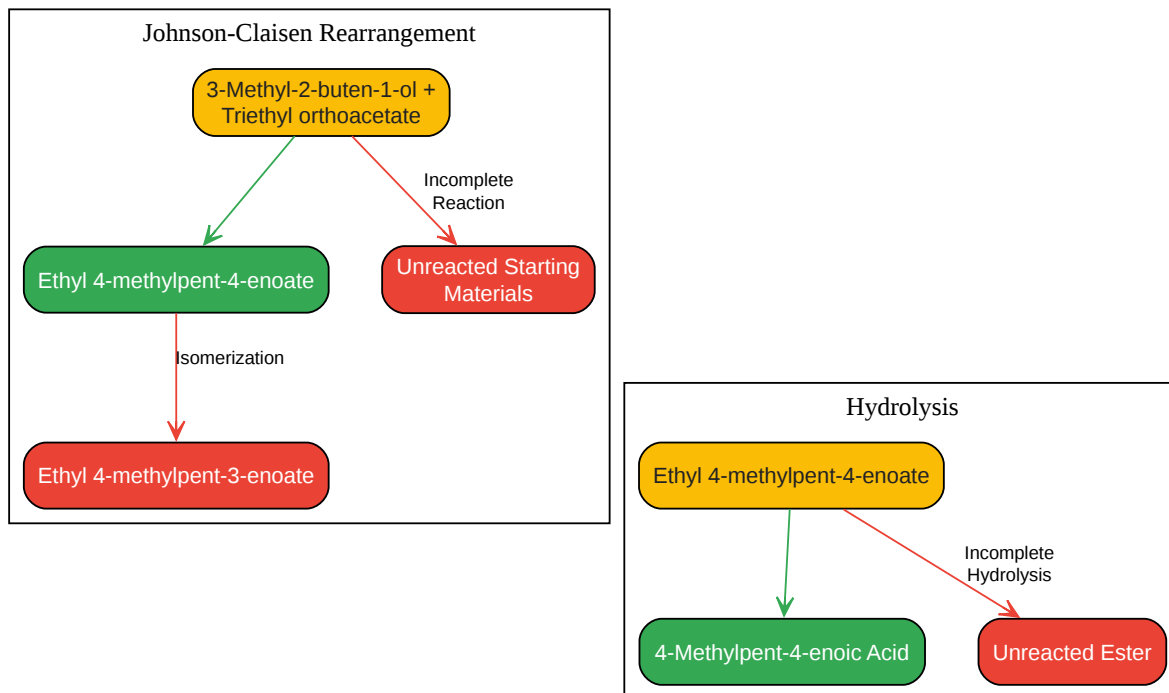 Johnson-Claisen Rearrangement
3-Methyl-2-buten-1-ol +
Triethyl orthoacetate
Incomplete
Reaction
Ethyl 4-methylpent-4-enoate
Unreacted Starting
Materials
Isomerization
Ethyl 4-methylpent-3-enoate
Hydrolysis
Ethyl 4-methylpent-4-enoate
Incomplete
Hydrolysis
4-Methylpent-4-enoic Acid
Unreacted Ester